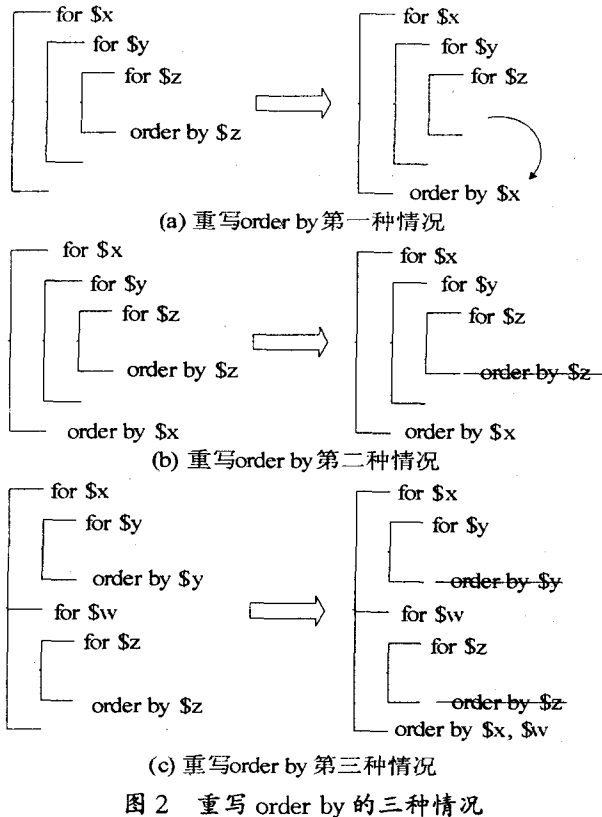 for $x
for $y
for $z
order by $z
for $x
for $y
for $z
order by $x
(a) 重写order by第一种情况
for $x
for $y
for $z
order by $z
order by $x
for $x
for $y
for $z
order by $z
order by $x
(b) 重写order by第二种情况
for $x
for $y
order by $y
for $w
for $z
order by $z
for $x
for $y
order by $y
for $w
for $z
order by $z
order by $x, $w
(c) 重写order by 第三种情况
图 2 重写 order by 的三种情况